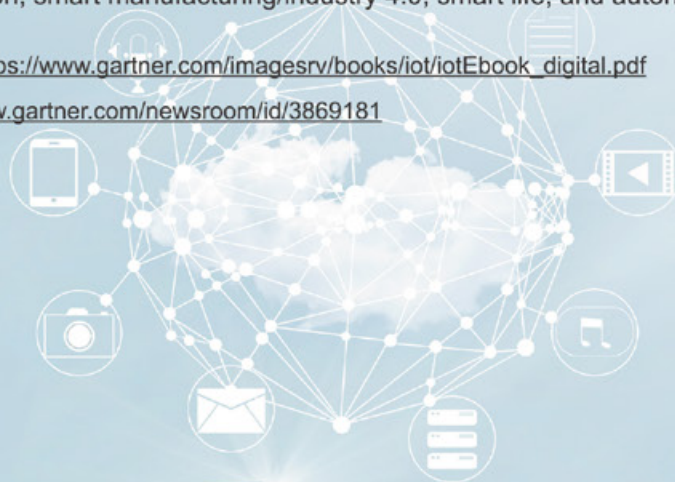 smart manufacturing/industry 4.0, smart life, and
ps://www.gartner.com/imagesrv/books/iot/iotEbook_digital.pdf
w.gartner.com/newsroom/id/3869181